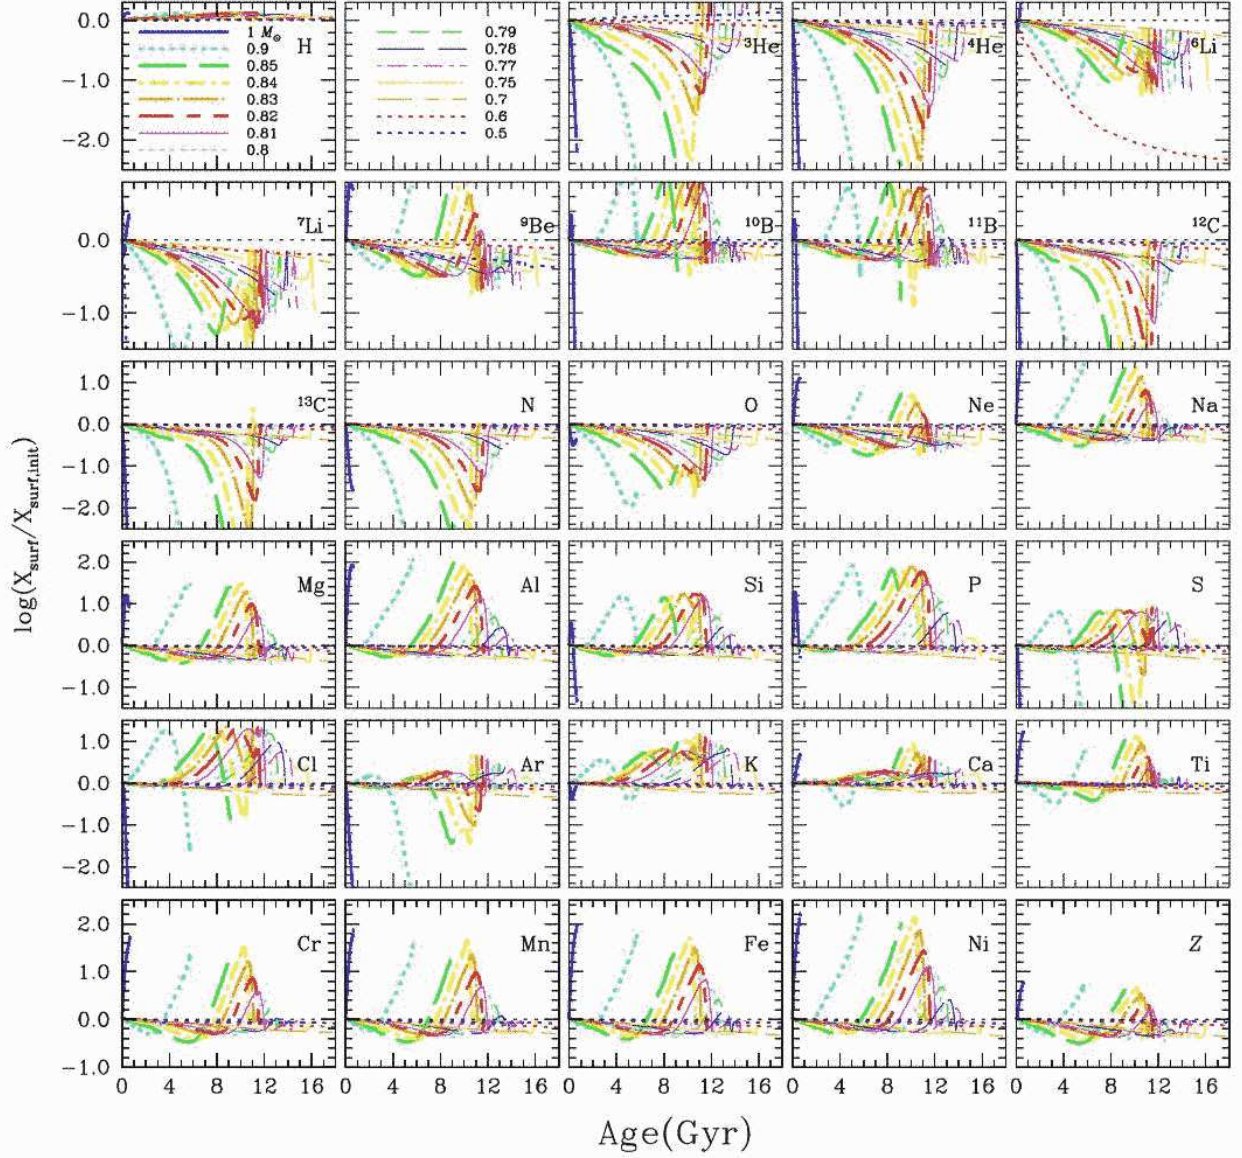 1 M⊙
0.9
0.85
0.84
0.83
0.82
0.81
0.8
H
0.79
0.78
0.77
0.75
0.7
0.6
0.5
³He
⁴He
⁶Li
0.0
−1.0
−2.0
⁷Li
⁹Be
¹⁰B
¹¹B
¹²C
0.0
−1.0
¹³C
N
O
Ne
Na
1.0
0.0
−1.0
−2.0
Mg
Al
Si
P
S
2.0
1.0
0.0
−1.0
Cl
Ar
K
Ca
Ti
1.0
0.0
−1.0
−2.0
Cr
Mn
Fe
Ni
Z
2.0
1.0
0.0
−1.0
0 4 8 12 16 0 4 8 12 16 0 4 8 12 16 0 4 8 12 16 0 4 8 12 16
log(X_surf/X_surf,init)
Age(Gyr)